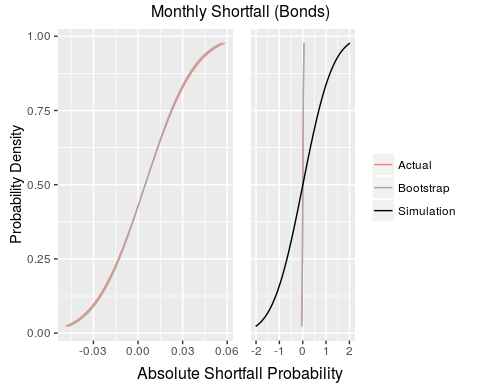 Monthly Shortfall (Bonds)
Probability Density
1.00
0.75
0.50
0.25
0.00
-0.03 0.00 0.03 0.06
-2 -1 0 1 2
Absolute Shortfall Probability
Actual
Bootstrap
Simulation